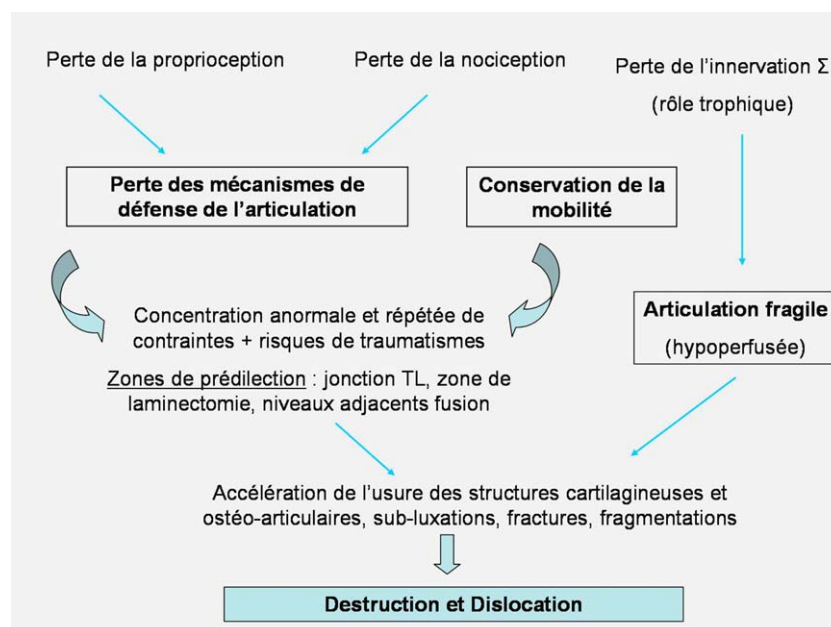 Perte de la proprioception
Perte de la nociception
Perte de l'innervation Σ
(rôle trophique)
Perte des mécanismes de
défense de l'articulation
Conservation de la
mobilité
Concentration anormale et répétée de
contraintes + risques de traumatismes
Zones de prédilection : jonction TL, zone de
laminectomie, niveaux adjacents fusion
Articulation fragile
(hypoperfusée)
Accélération de l'usure des structures cartilagineuses et
ostéo-articulaires, sub-luxations, fractures, fragmentations
Destruction et Dislocation